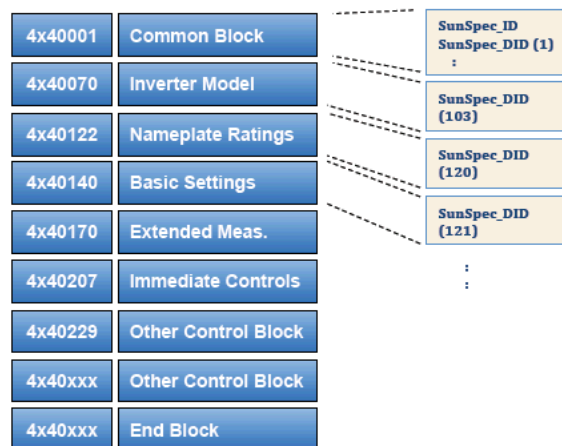 4x40001 Common Block
4x40070 Inverter Model
4x40122 Nameplate Ratings
4x40140 Basic Settings
4x40170 Extended Meas.
4x40207 Immediate Controls
4x40229 Other Control Block
4x40xxx Other Control Block
4x40xxx End Block
SunSpec_ID
SunSpec_DID (1)
:
SunSpec_DID
(103)
SunSpec_DID
(120)
SunSpec_DID
(121)
:
: